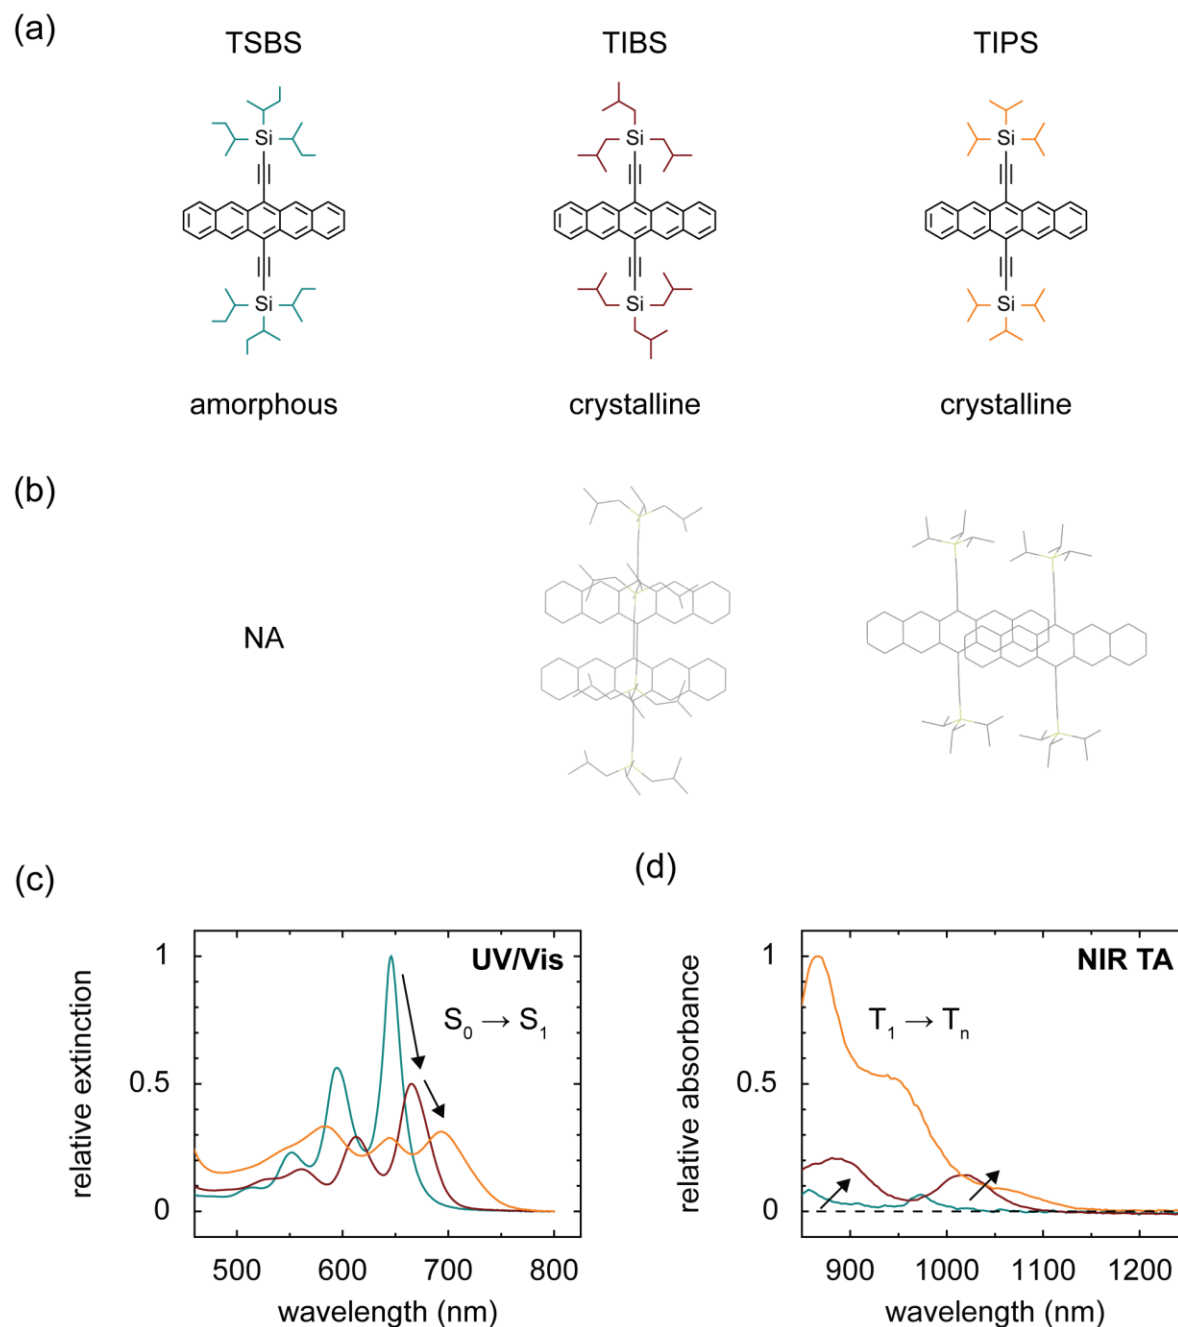 (a)
TSBS TIBS TIPS
Si Si Si
Si Si Si
amorphous crystalline crystalline
(b)
NA
(c) (d)
UV/Vis NIR TA
S₀ → S₁ T₁ → Tₙ
relative extinction relative absorbance
1 0.5 0 1 0.5 0
500 600 700 800 900 1000 1100 1200
wavelength (nm) wavelength (nm)